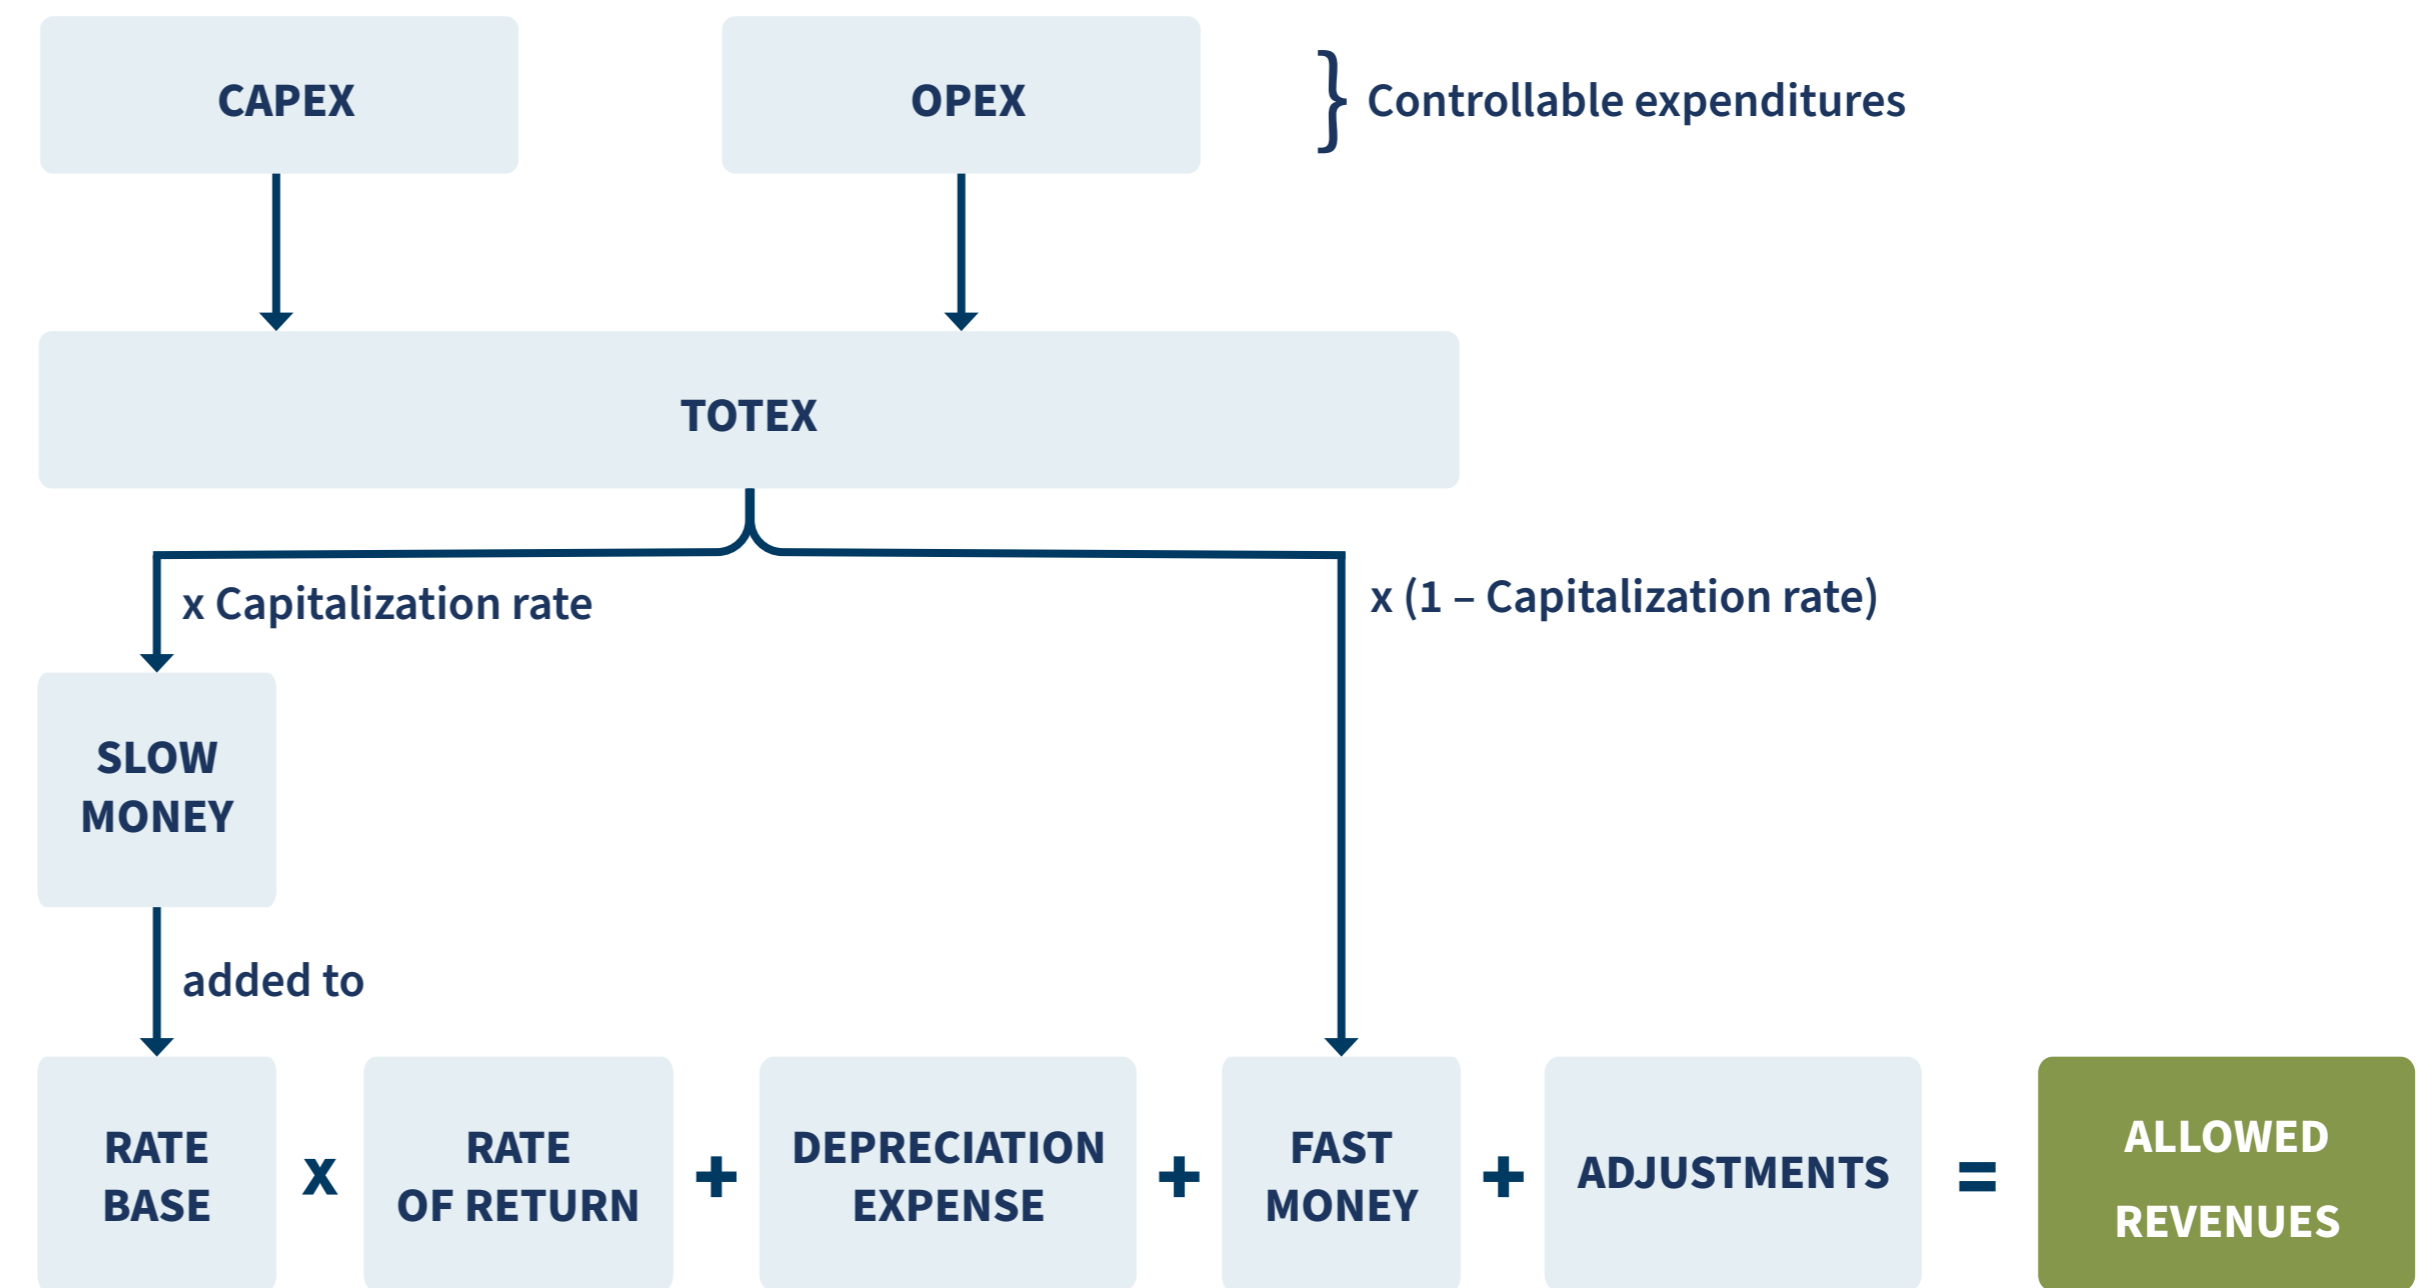 CAPEX
OPEX
} Controllable expenditures
TOTEX
x Capitalization rate
x (1 – Capitalization rate)
SLOW
MONEY
added to
RATE
BASE
x
RATE
OF RETURN
+
DEPRECIATION
EXPENSE
+
FAST
MONEY
+
ADJUSTMENTS
=
ALLOWED
REVENUES